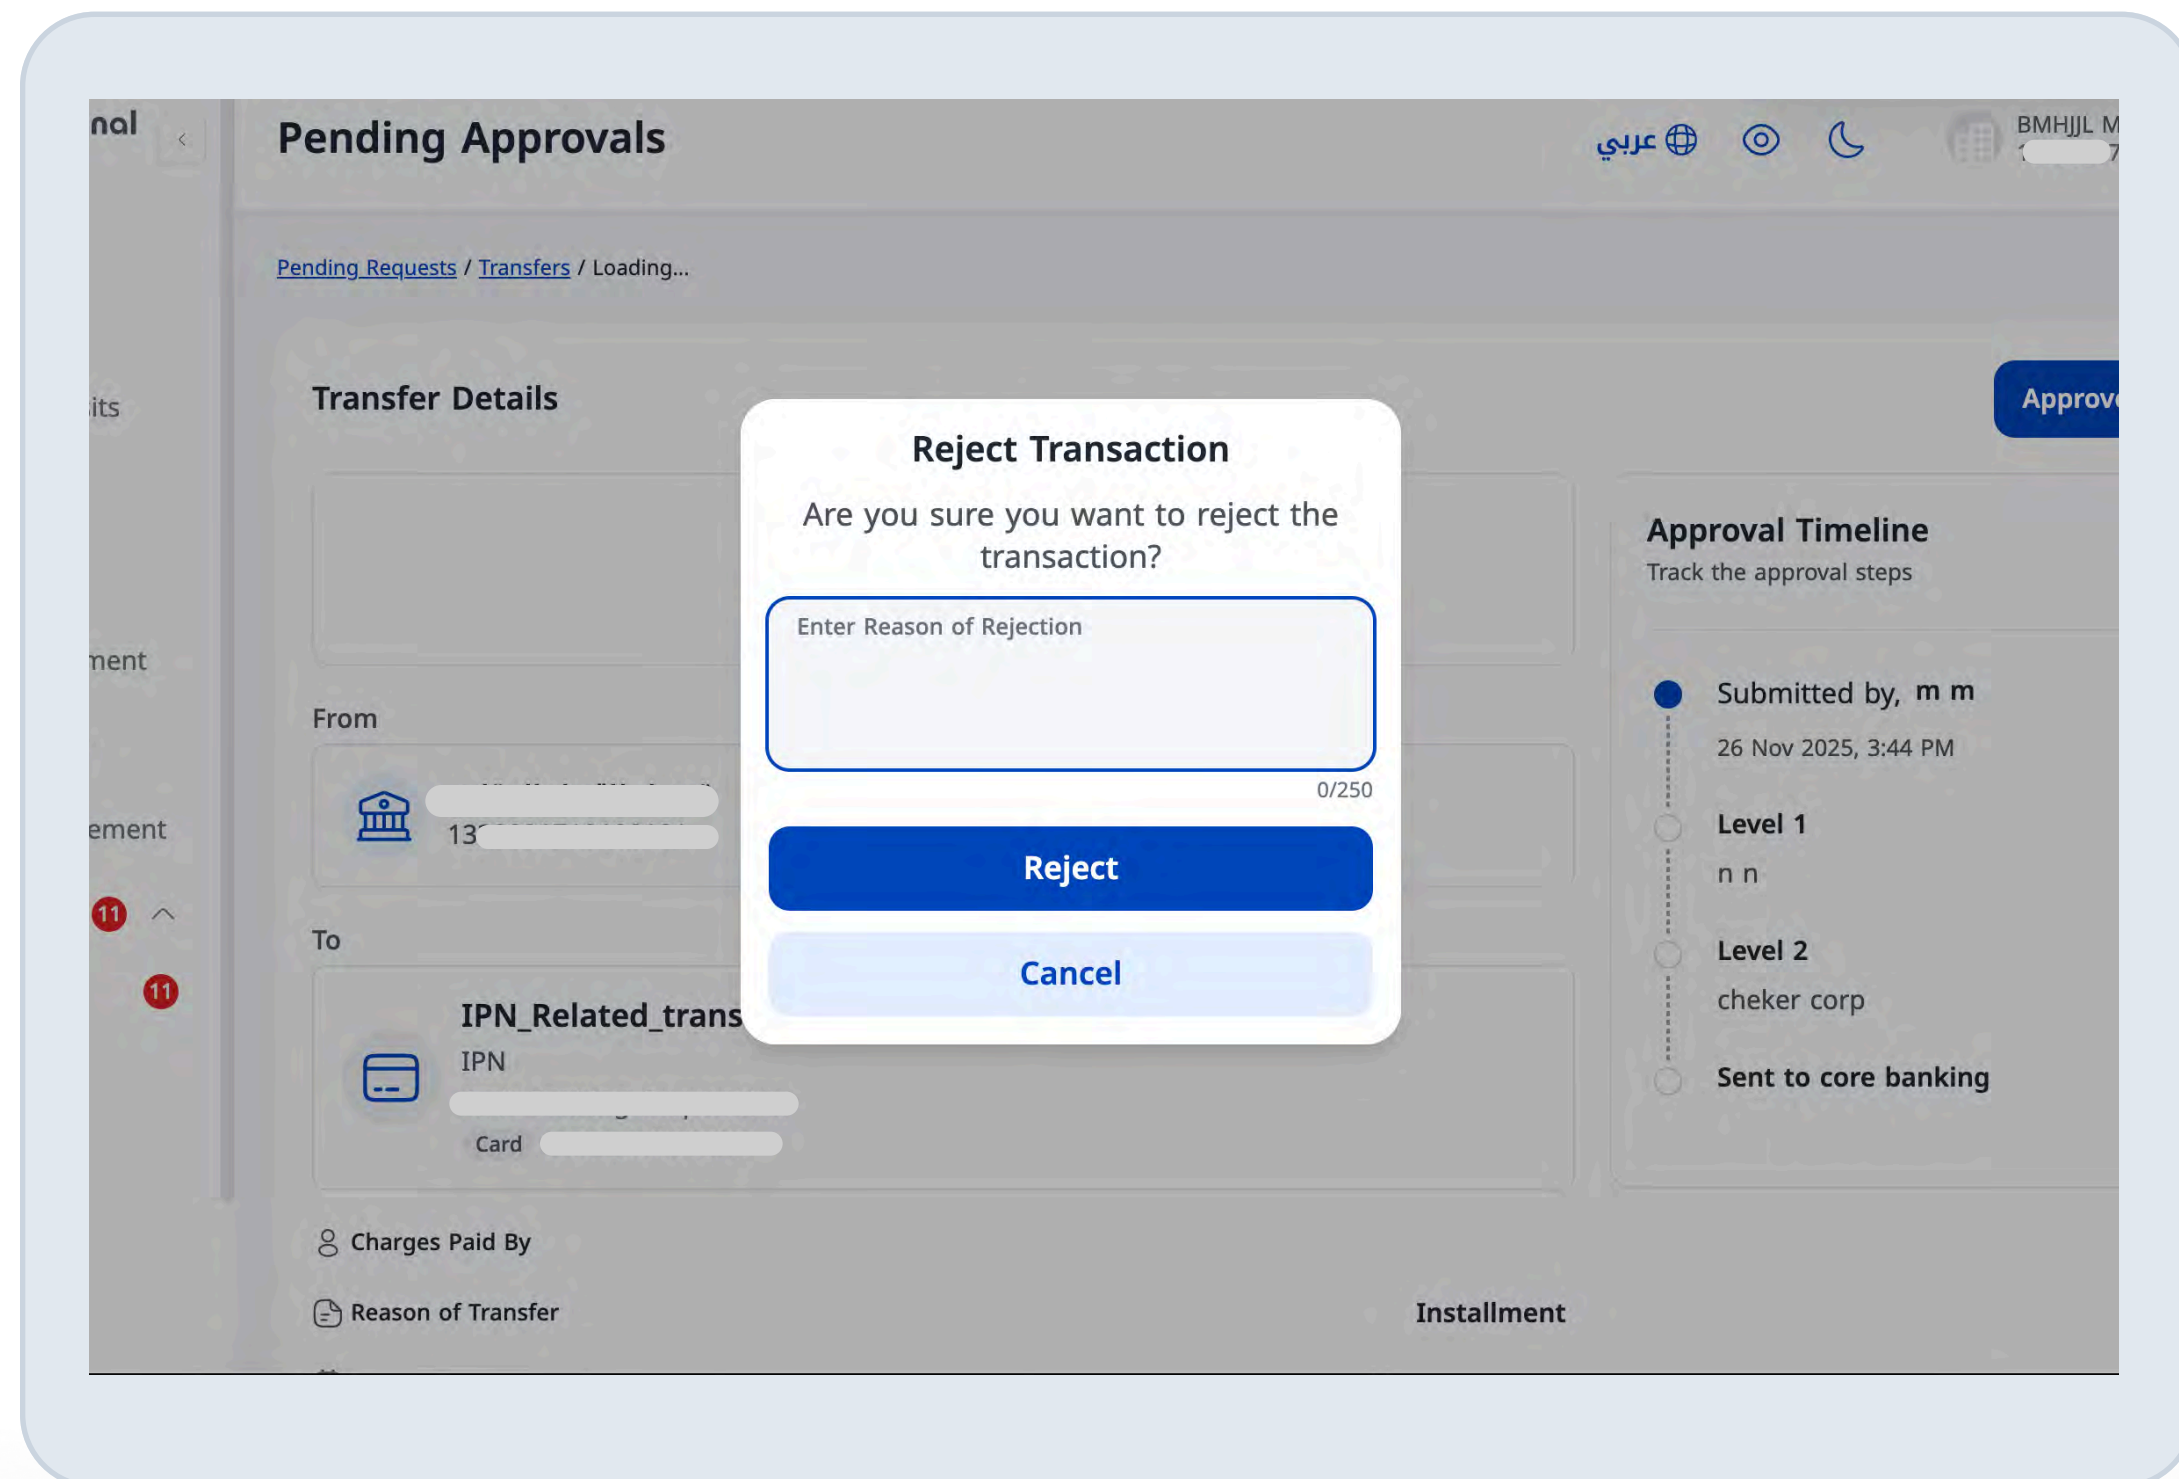 nal
Pending Approvals
عربي
BMHJJL M
Pending Requests / Transfers / Loading...
its
Transfer Details
Approve
Reject Transaction
Are you sure you want to reject the
transaction?
Enter Reason of Rejection
0/250
Reject
Cancel
Approval Timeline
Track the approval steps
Submitted by, m m
26 Nov 2025, 3:44 PM
Level 1
n n
Level 2
cheker corp
Sent to core banking
ment
ement
11
11
From
13
To
IPN_Related_trans
IPN
Card
Charges Paid By
Reason of Transfer
Installment